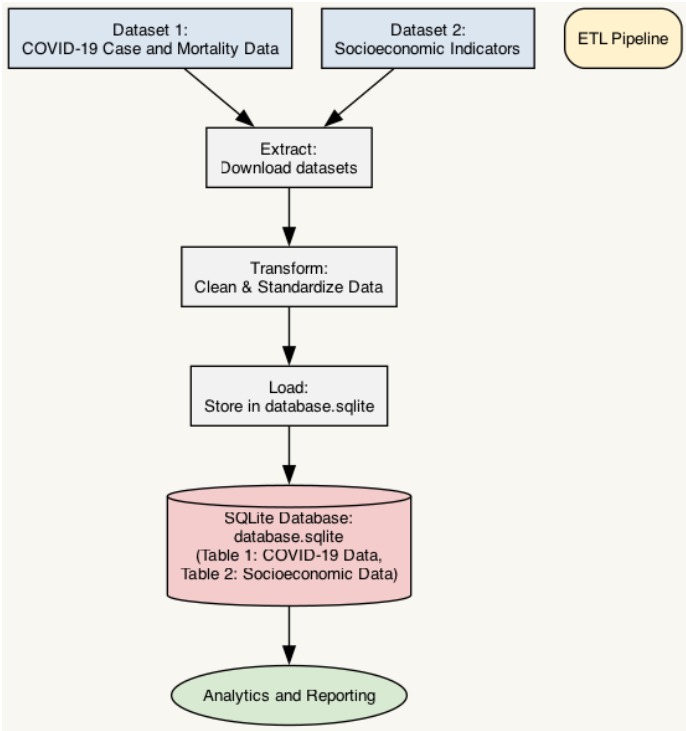 Dataset 1:
COVID-19 Case and Mortality Data
Dataset 2:
Socioeconomic Indicators
ETL Pipeline
Extract:
Download datasets
Transform:
Clean & Standardize Data
Load:
Store in database.sqlite
SQLite Database:
database.sqlite
(Table 1: COVID-19 Data,
Table 2: Socioeconomic Data)
Analytics and Reporting